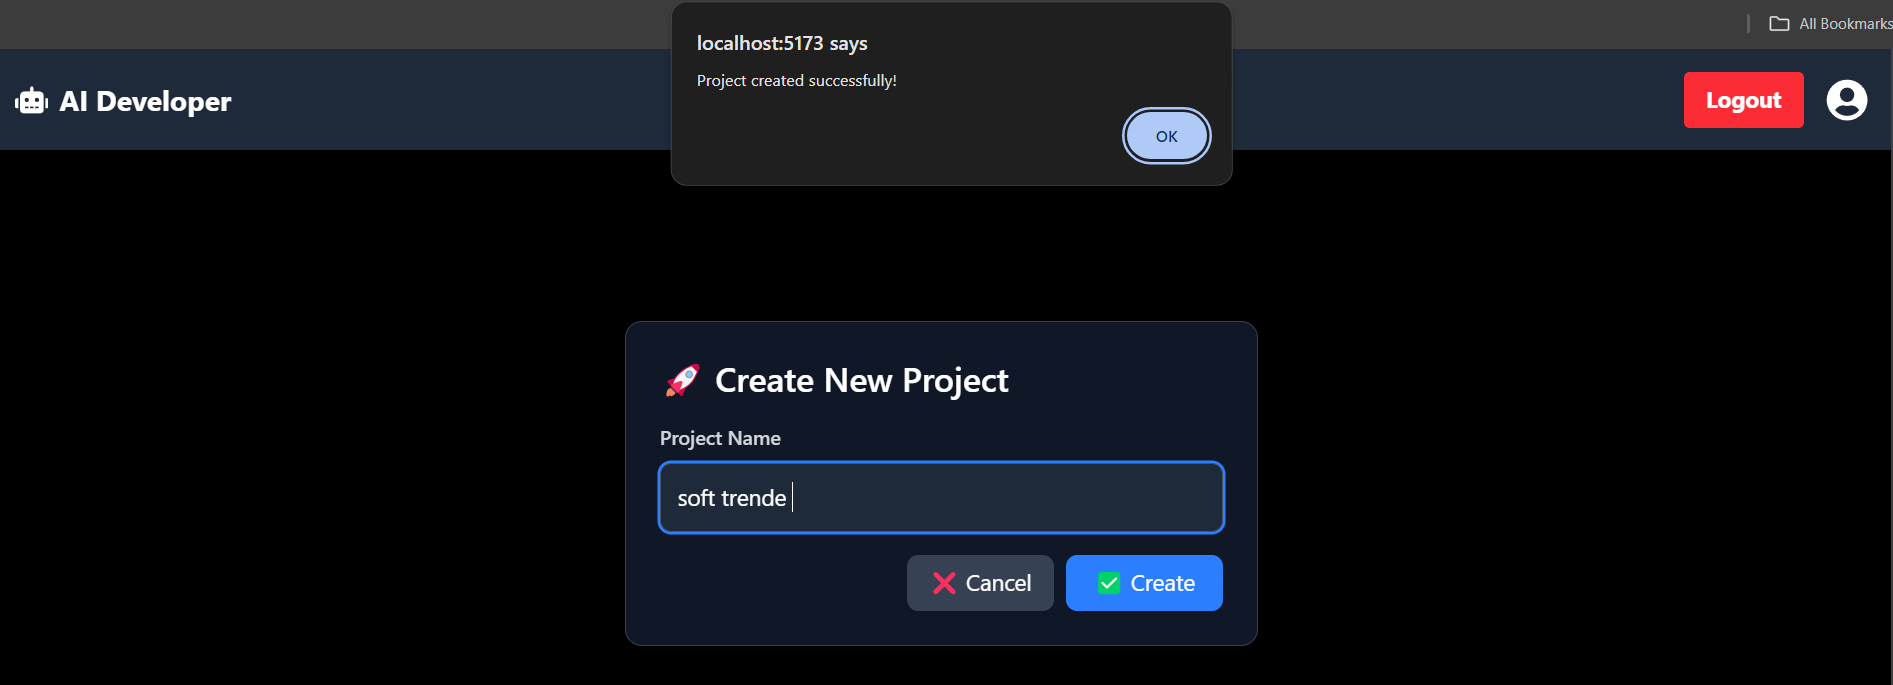 All Bookmarks
localhost:5173 says
Project created successfully!
OK
AI Developer
Logout
Create New Project
Project Name
soft trende
Cancel
Create